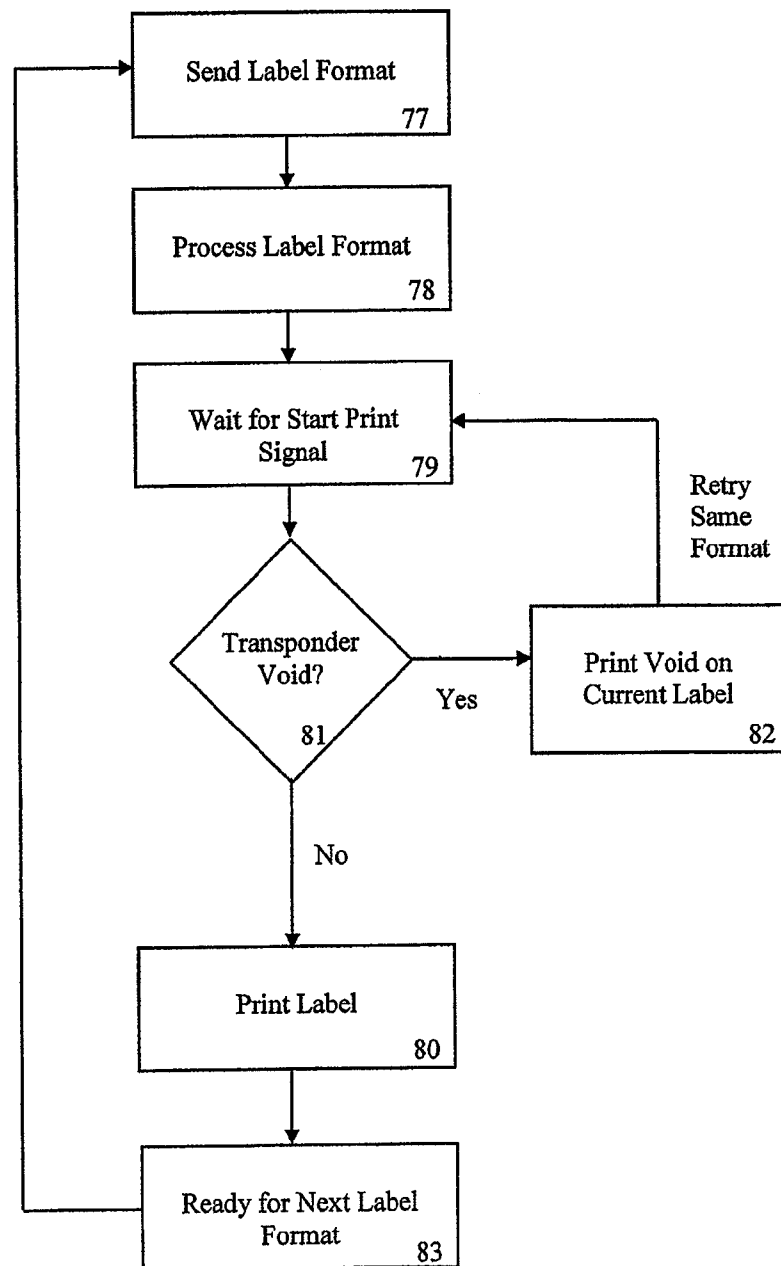 Send Label Format
77
Process Label Format
78
Wait for Start Print
Signal
79
Retry
Same
Format
Transponder
Void?
81
Yes
Print Void on
Current Label
82
No
Print Label
80
Ready for Next Label
Format
83